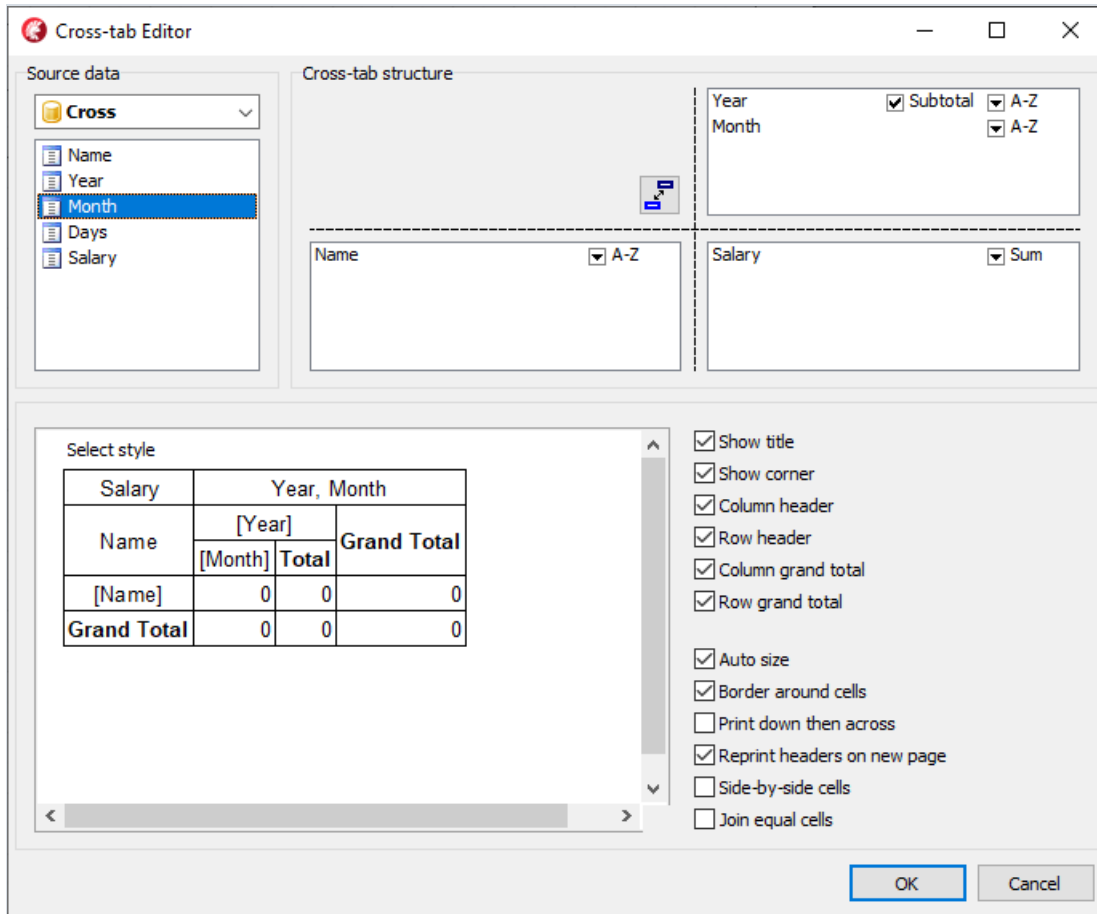 Cross-tab Editor
Source data
Cross
Name
Year
Month
Days
Salary
Cross-tab structure
Year Subtotal A-Z
Month A-Z
Name A-Z
Salary Sum
Select style
Salary Year, Month
Name [Year] Grand Total
[Month] Total
[Name] 0 0 0
Grand Total 0 0 0
Show title
Show corner
Column header
Row header
Column grand total
Row grand total
Auto size
Border around cells
Print down then across
Reprint headers on new page
Side-by-side cells
Join equal cells
OK Cancel